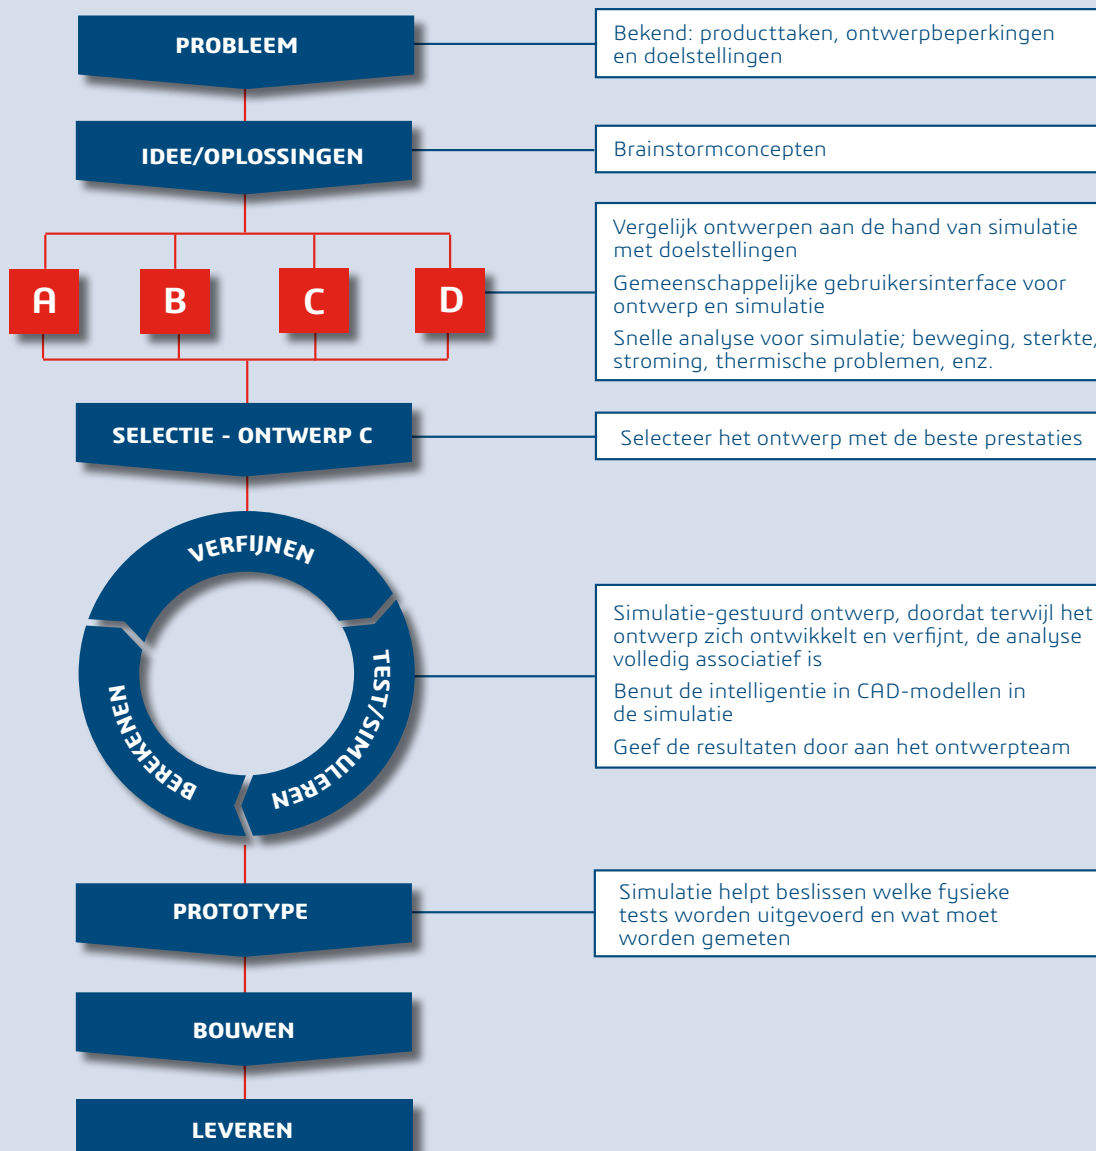 PROBLEEM
Bekend: producttaken, ontwerpbeperkingen
en doelstellingen
IDEE/OPLOSSINGEN
Brainstormconcepten
A B C D
Vergelijk ontwerpen aan de hand van simulatie
met doelstellingen
Gemeenschappelijke gebruikersinterface voor
ontwerp en simulatie
Snelle analyse voor simulatie; beweging, sterkte,
stroming, thermische problemen, enz.
SELECTIE - ONTWERP C
Selecteer het ontwerp met de beste prestaties
VERFIJNEN
TEST/SIMULEREN
BEREKENEN
Simulatie-gestuurd ontwerp, doordat terwijl het
ontwerp zich ontwikkelt en verfijnt, de analyse
volledig associatief is
Benut de intelligentie in CAD-modellen in
de simulatie
Geef de resultaten door aan het ontwerpteam
PROTOTYPE
Simulatie helpt beslissen welke fysieke
tests worden uitgevoerd en wat moet
worden gemeten
BOUWEN
LEVEREN